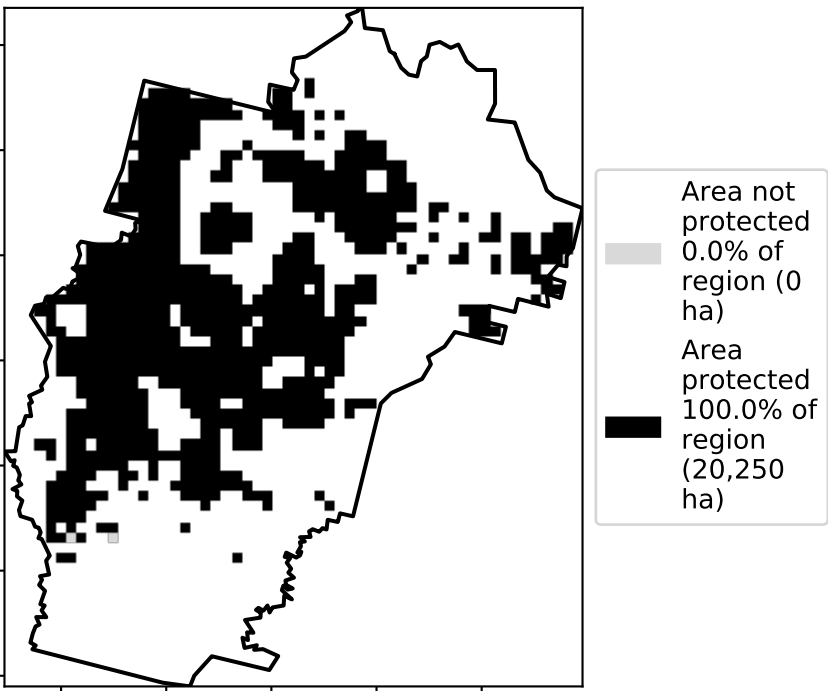 Area not
protected
0.0% of
region (0
ha)
Area
protected
100.0% of
region
(20,250
ha)